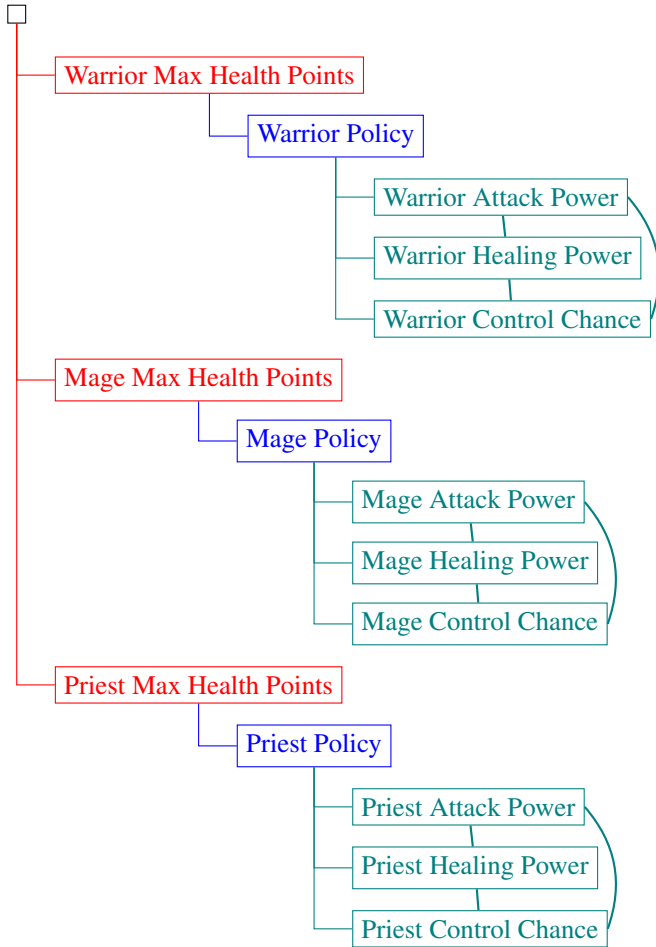 Warrior Max Health Points
Warrior Policy
Warrior Attack Power
Warrior Healing Power
Warrior Control Chance
Mage Max Health Points
Mage Policy
Mage Attack Power
Mage Healing Power
Mage Control Chance
Priest Max Health Points
Priest Policy
Priest Attack Power
Priest Healing Power
Priest Control Chance